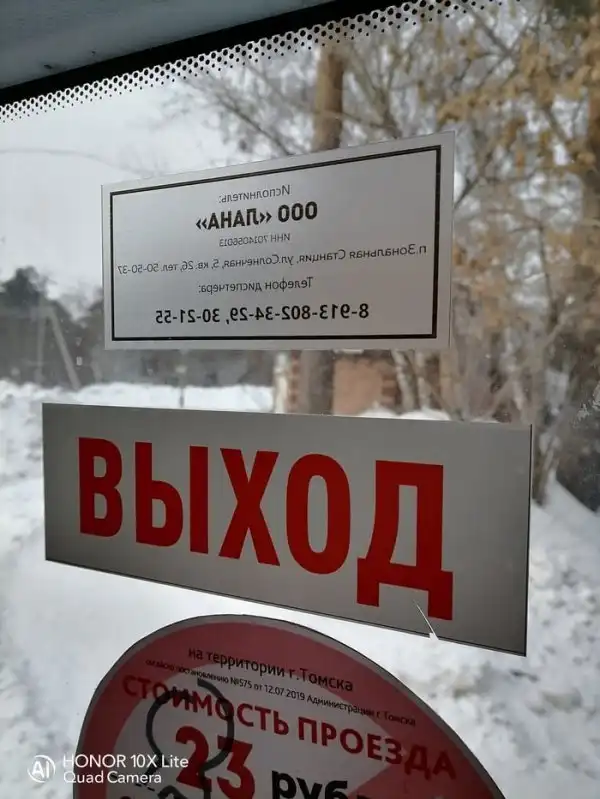 Исполнитель:
ООО «ЛАНА»
ИНН 7014056013
п.Зональная Станция, ул.Солнечная, 5, кв.26, тел. 50-50-37
Телефон диспетчера:
8-913-802-34-29, 30-21-55
ВЫХОД
на территории г.Томска
согласно постановлению №575 от 12.07.2019 Администрации г.Томска
СТОИМОСТЬ ПРОЕЗДА
23
HONOR 10X Lite
Quad Camera